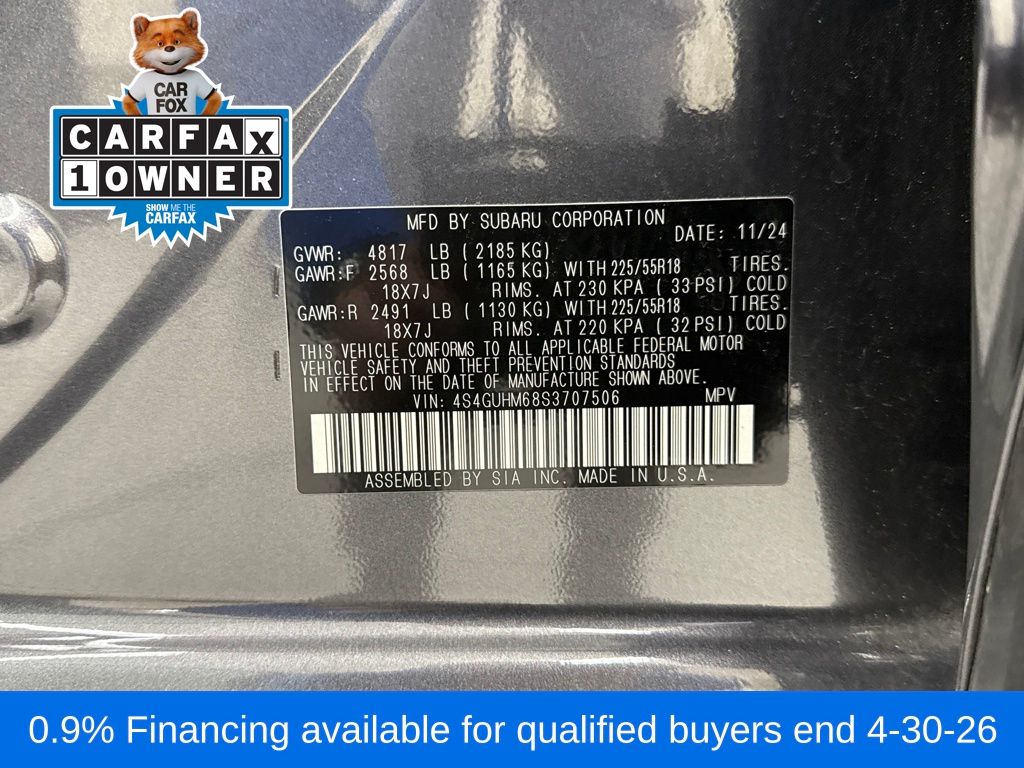 CAR
FOX
CARFAX
1 OWNER
SHOW ME THE
CARFAX
MFD BY SUBARU CORPORATION
DATE: 11/24
GVWR: 4817 LB ( 2185 KG)
GAWR:F 2568 LB ( 1165 KG) WITH 225/55R18 TIRES.
18X7J RIMS. AT 230 KPA ( 33 PSI) COLD
GAWR:R 2491 LB ( 1130 KG) WITH 225/55R18 TIRES.
18X7J RIMS. AT 220 KPA ( 32 PSI) COLD
THIS VEHICLE CONFORMS TO ALL APPLICABLE FEDERAL MOTOR
VEHICLE SAFETY AND THEFT PREVENTION STANDARDS
IN EFFECT ON THE DATE OF MANUFACTURE SHOWN ABOVE.
VIN: 4S4GUHM68S3707506 MPV
ASSEMBLED BY SIA INC. MADE IN U.S.A.
0.9% Financing available for qualified buyers end 4-30-26